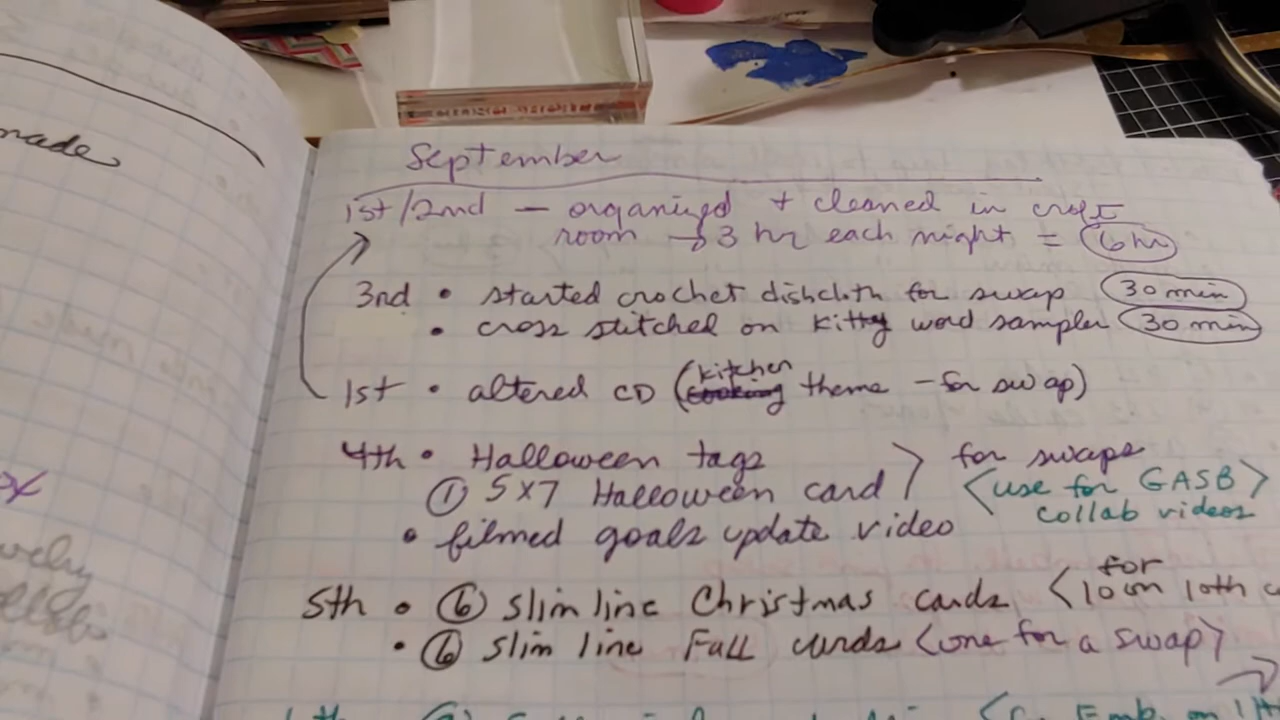 made
September
1st/2nd — organized + cleaned in craft
room → 3 hr each night = 6 hr
3rd • started crochet dishcloth for swap 30 min
• cross stitched on kitty word sampler 30 min
1st • altered CD (kitchen theme - for swap)
4th • Halloween tags
① 5x7 Halloween card > for swaps
<use for GASB>
collab videos
• filmed goals update video
5th • ⑥ slim line Christmas cards <for
10 on 10th
• ⑥ slim line Fall cards <one for a swap>